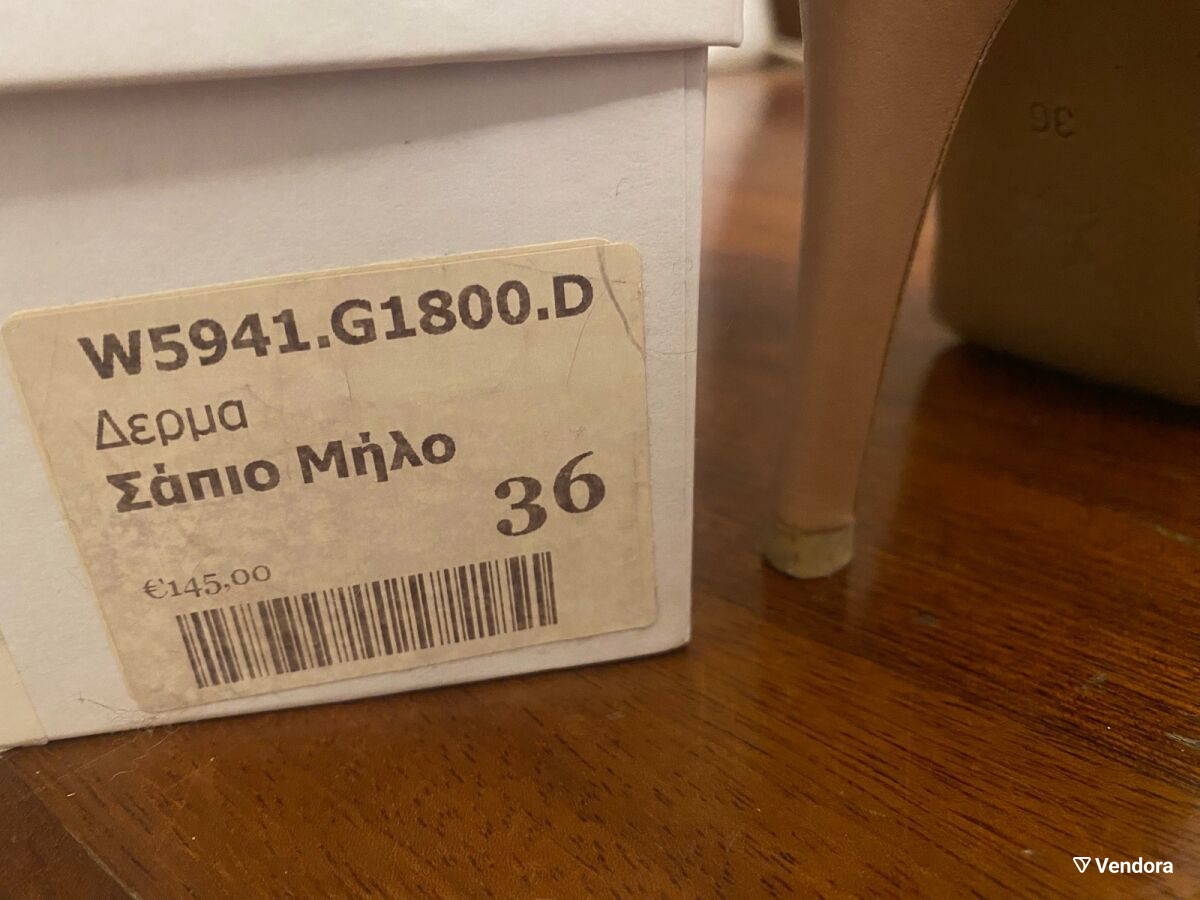 W5941.G1800.D
Δερμα
Σάπιο Μήλο
36
€145,00
36
Vendora